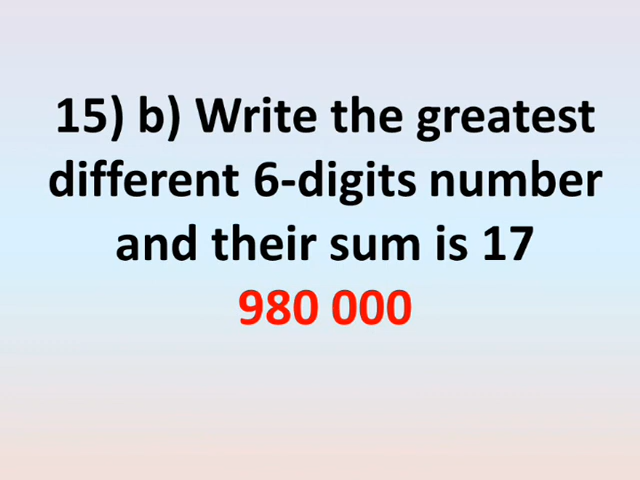 15) b) Write the greatest
different 6-digits number
and their sum is 17
980 000